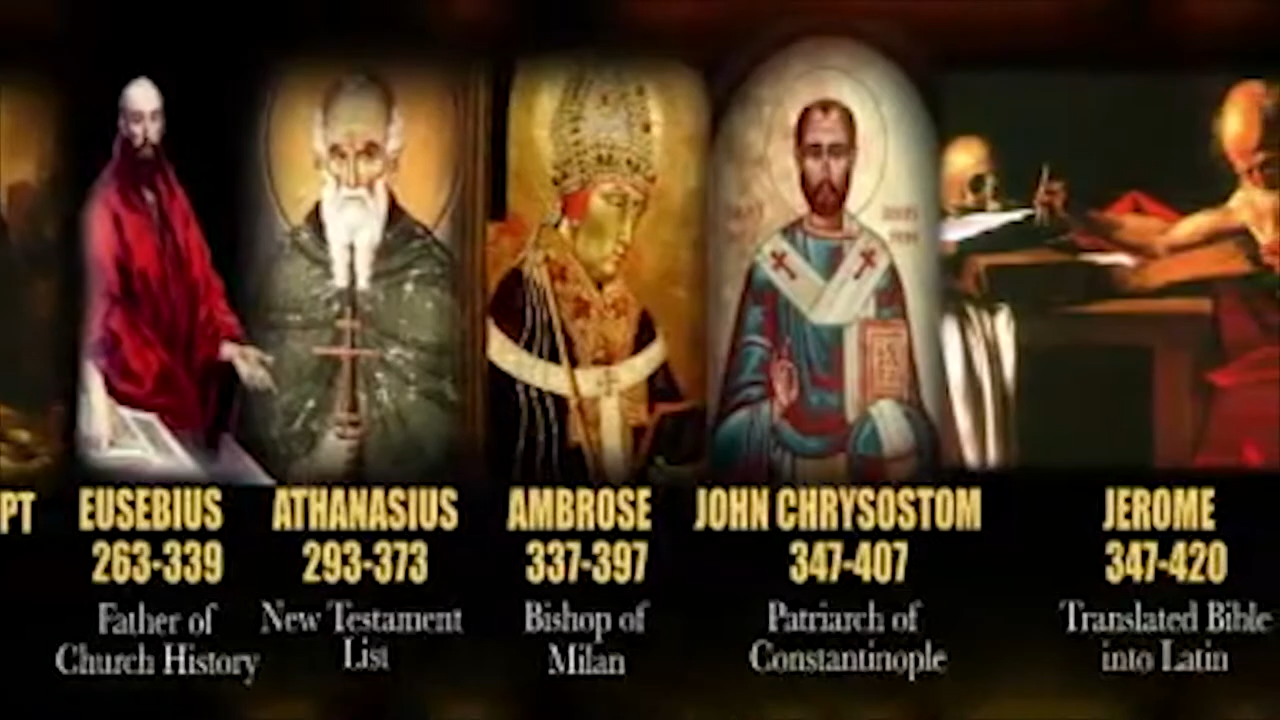 PT
EUSEBIUS
263-339
Father of
Church History
ATHANASIUS
293-373
New Testament
List
AMBROSE
337-397
Bishop of
Milan
JOHN CHRYSOSTOM
347-407
Patriarch of
Constantinople
JEROME
347-420
Translated Bible
into Latin